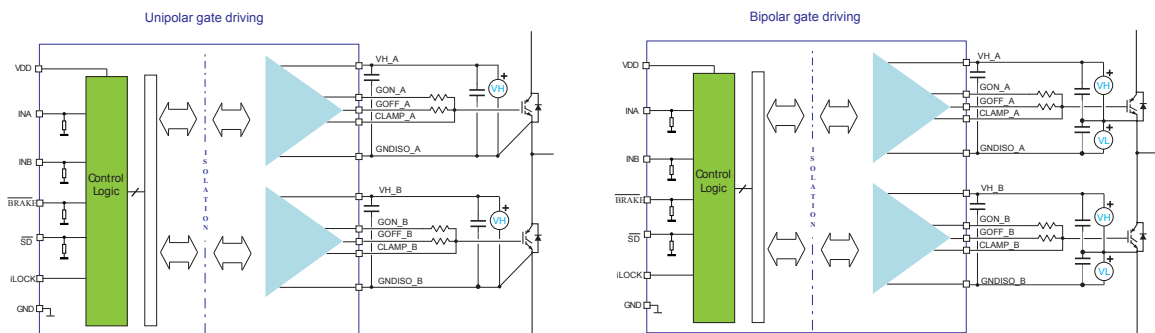 Unipolar gate driving
VDD
INA
INB
BRAKE
SD
iLOCK
GND
Control
Logic
ISOLATION
VH_A
GON_A
GOFF_A
CLAMP_A
GNDISO_A
VH
+
VH_B
GON_B
GOFF_B
CLAMP_B
GNDISO_B
VH
+
Bipolar gate driving
VDD
INA
INB
BRAKE
SD
iLOCK
GND
Control
Logic
ISOLATION
VH_A
GON_A
GOFF_A
CLAMP_A
GNDISO_A
+
VH
+
VL
VH_B
GON_B
GOFF_B
CLAMP_B
GNDISO_B
+
VH
+
VL